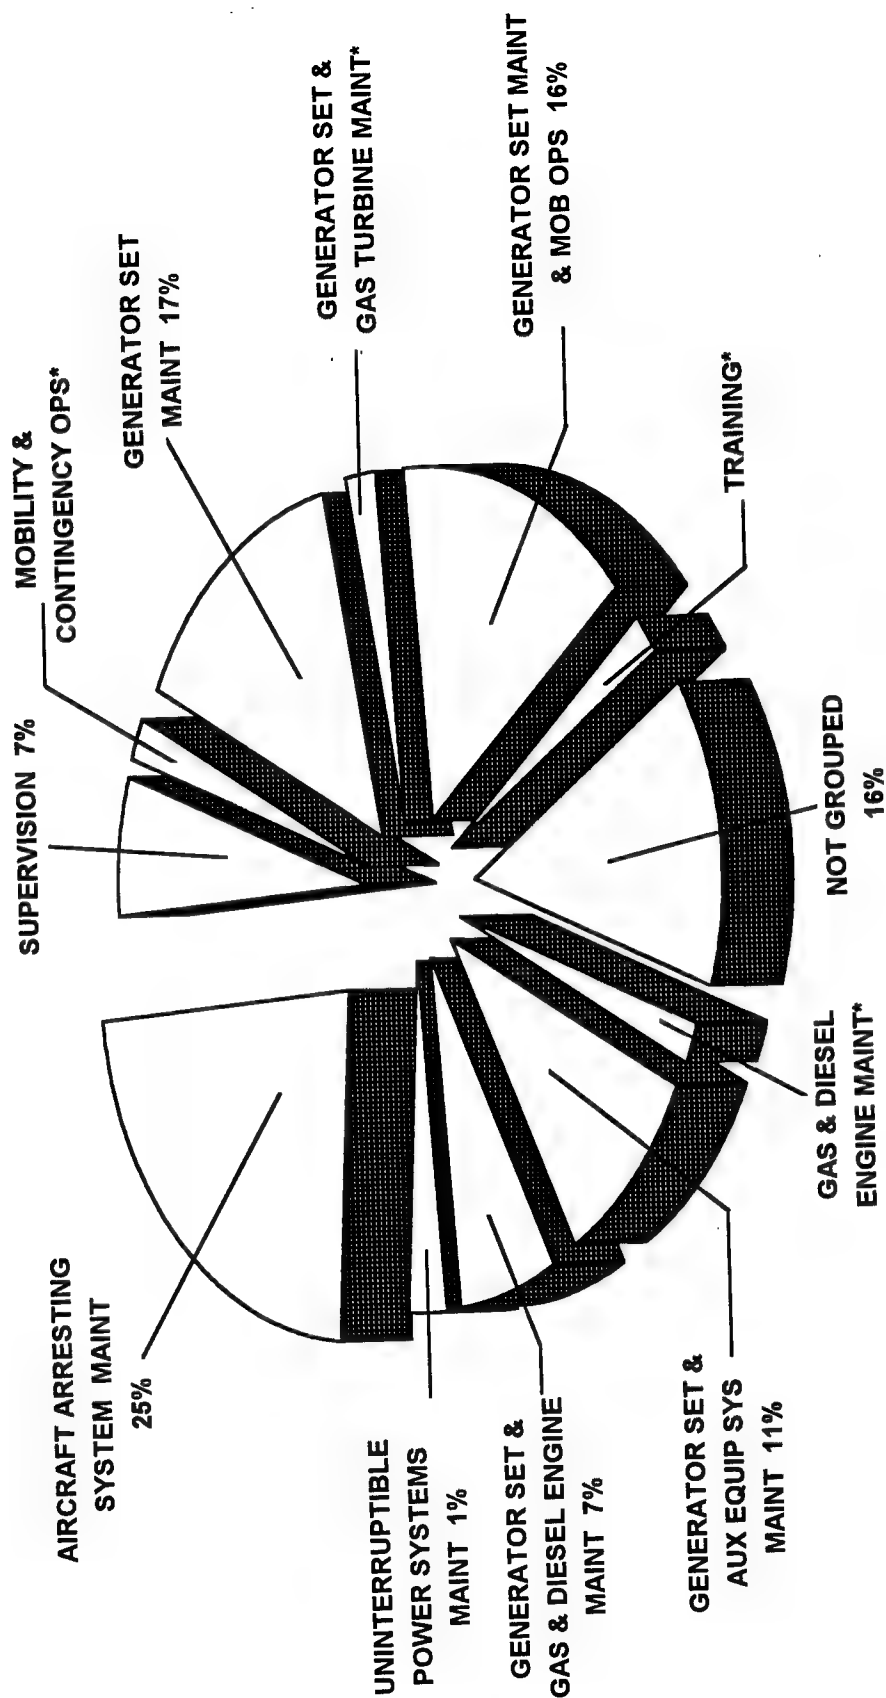 AIRCRAFT ARRESTING
SYSTEM MAINT
25%
SUPERVISION 7%
MOBILITY &
CONTINGENCY OPS*
GENERATOR SET
MAINT 17%
GENERATOR SET &
GAS TURBINE MAINT*
GENERATOR SET MAINT
& MOB OPS 16%
TRAINING*
NOT GROUPED
16%
GAS & DIESEL
ENGINE MAINT*
GENERATOR SET &
AUX EQUIP SYS
MAINT 11%
GENERATOR SET &
GAS & DIESEL ENGINE
MAINT 7%
UNINTERRUPTIBLE
POWER SYSTEMS
MAINT 1%